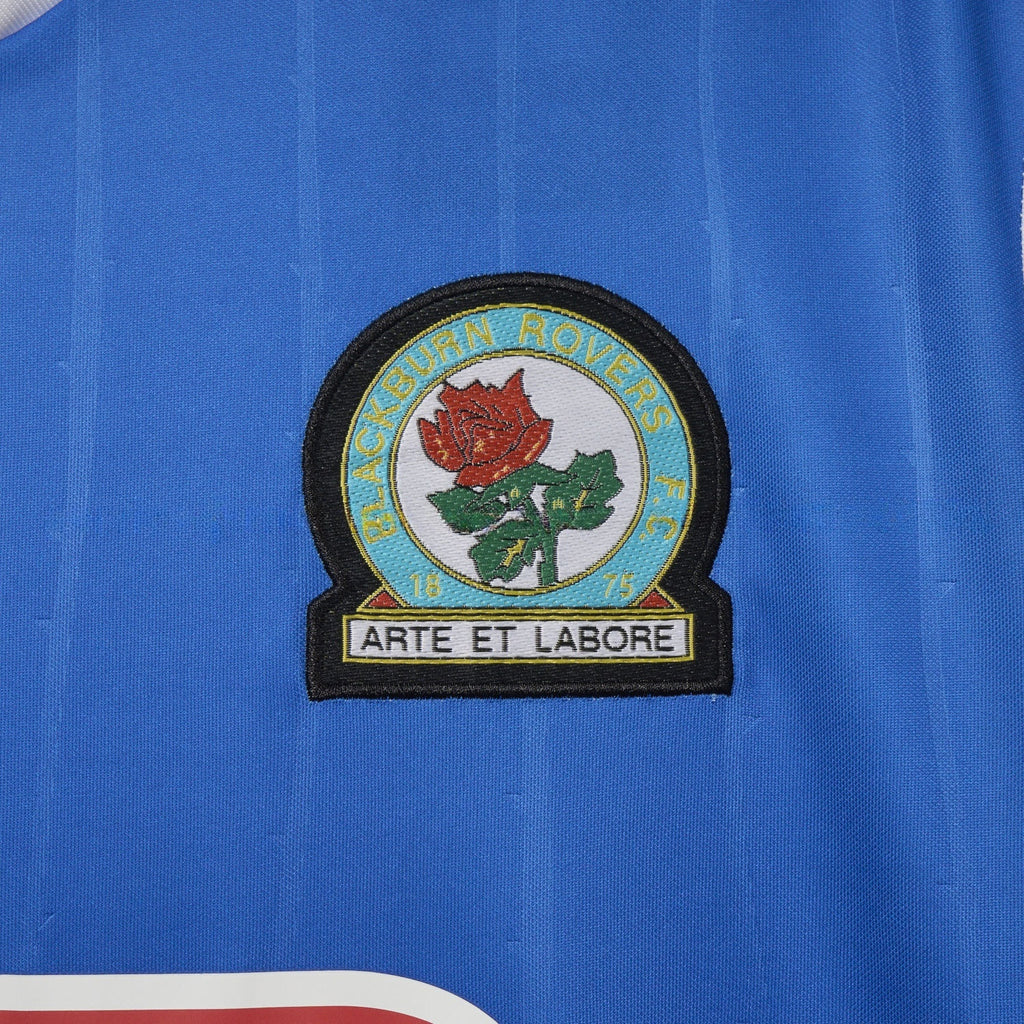 BLACKBURN ROVERS F.C.
18 75
ARTE ET LABORE